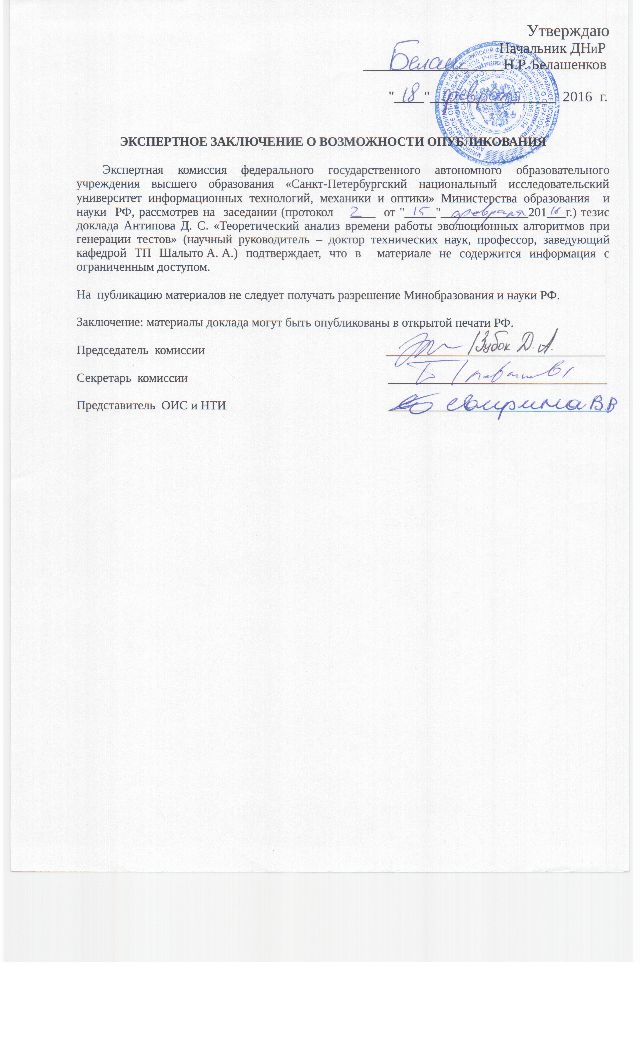 Утверждаю
Начальник ДНиР
Н.Р. Белашенков
"18" февраля 2016 г.
ЭКСПЕРТНОЕ ЗАКЛЮЧЕНИЕ О ВОЗМОЖНОСТИ ОПУБЛИКОВАНИЯ
Экспертная комиссия федерального государственного автономного образовательного
учреждения высшего образования «Санкт-Петербургский национальный исследовательский
университет информационных технологий, механики и оптики» Министерства образования и
науки РФ, рассмотрев на заседании (протокол 2 от "15" февраля 2016 г.) тезис
доклада Антипова Д. С. «Теоретический анализ времени работы эволюционных алгоритмов при
генерации тестов» (научный руководитель – доктор технических наук, профессор, заведующий
кафедрой ТП Шалыто А. А.) подтверждает, что в материале не содержится информация с
ограниченным доступом.
На публикацию материалов не следует получать разрешение Минобразования и науки РФ.
Заключение: материалы доклада могут быть опубликованы в открытой печати РФ.
Председатель комиссии /Зубок Д. А.
Секретарь комиссии
Представитель ОИС и НТИ Свирина В В